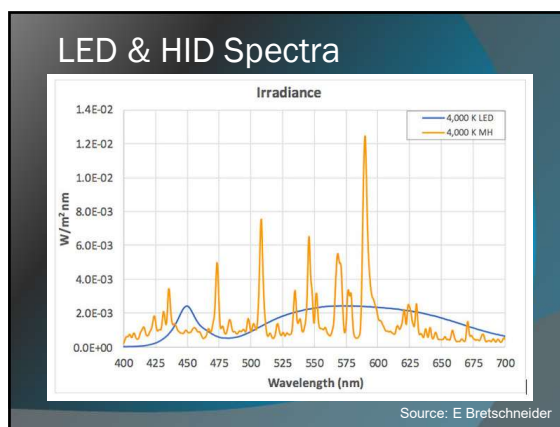 LED & HID Spectra
Irradiance
4,000 K LED
4,000 K MH
1.4E-02
1.2E-02
1.0E-02
8.0E-03
6.0E-03
4.0E-03
2.0E-03
0.0E+00
W/m² nm
400 425 450 475 500 525 550 575 600 625 650 675 700
Wavelength (nm)
Source: E Bretschneider